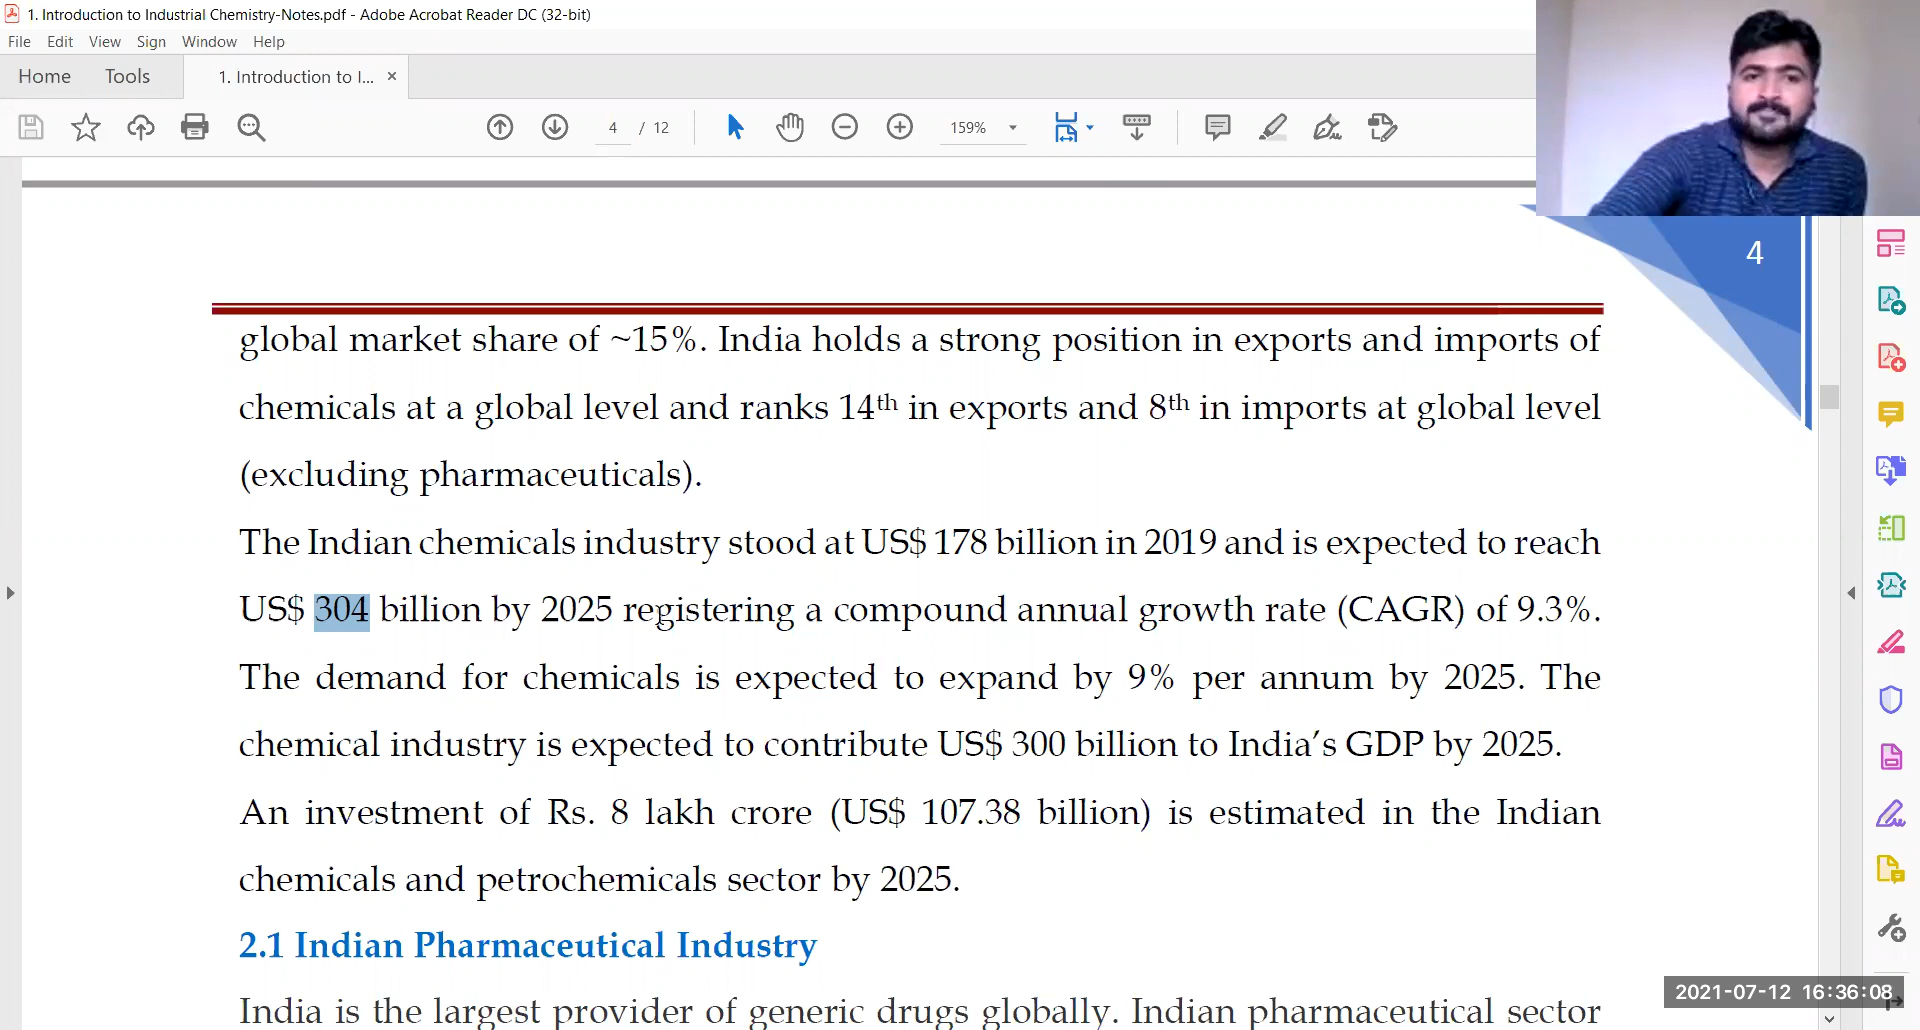 1. Introduction to Industrial Chemistry-Notes.pdf - Adobe Acrobat Reader DC (32-bit)
File Edit View Sign Window Help
Home Tools 1. Introduction to I... ×
4 / 12 159%
4
global market share of ~15%. India holds a strong position in exports and imports of
chemicals at a global level and ranks 14th in exports and 8th in imports at global level
(excluding pharmaceuticals).
The Indian chemicals industry stood at US$ 178 billion in 2019 and is expected to reach
US$ 304 billion by 2025 registering a compound annual growth rate (CAGR) of 9.3%.
The demand for chemicals is expected to expand by 9% per annum by 2025. The
chemical industry is expected to contribute US$ 300 billion to India’s GDP by 2025.
An investment of Rs. 8 lakh crore (US$ 107.38 billion) is estimated in the Indian
chemicals and petrochemicals sector by 2025.
2.1 Indian Pharmaceutical Industry
India is the largest provider of generic drugs globally. Indian pharmaceutical sector
2021-07-12 16:36:08